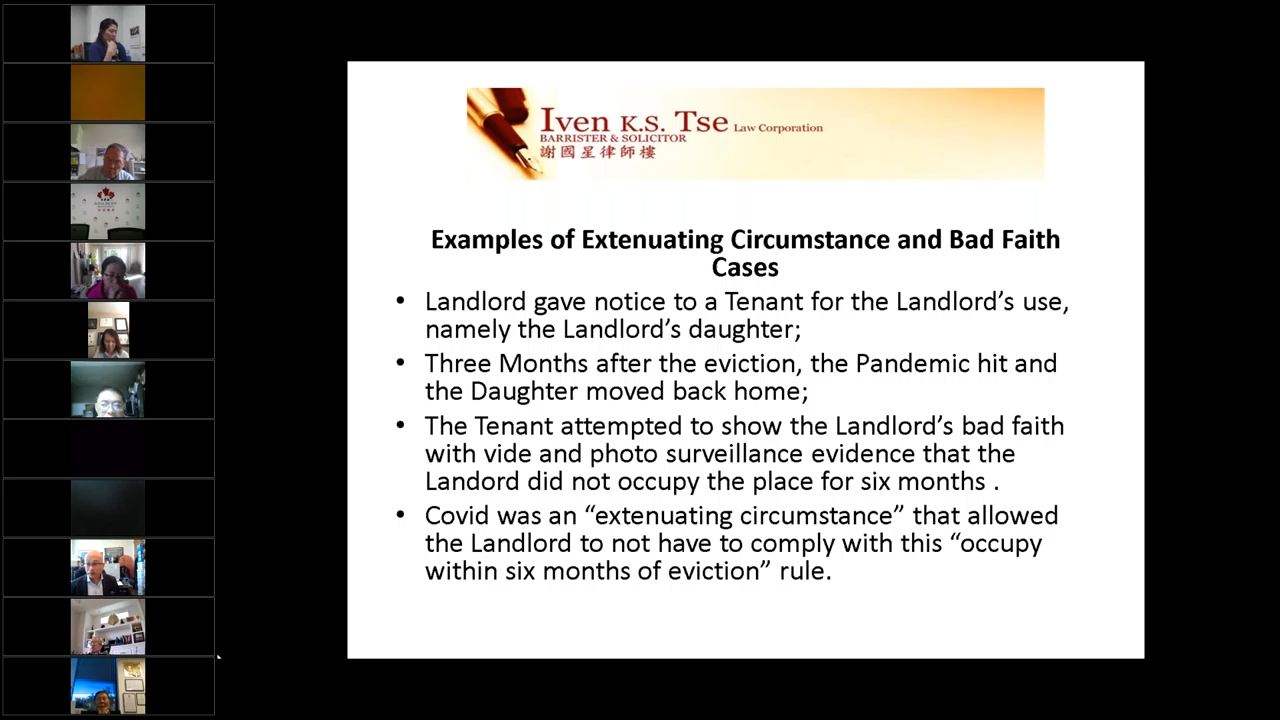 Iven K.S. Tse Law Corporation
BARRISTER & SOLICITOR
謝國星律師樓
Examples of Extenuating Circumstance and Bad Faith
Cases
• Landlord gave notice to a Tenant for the Landlord’s use,
namely the Landlord’s daughter;
• Three Months after the eviction, the Pandemic hit and
the Daughter moved back home;
• The Tenant attempted to show the Landlord’s bad faith
with vide and photo surveillance evidence that the
Landord did not occupy the place for six months .
• Covid was an “extenuating circumstance” that allowed
the Landlord to not have to comply with this “occupy
within six months of eviction” rule.